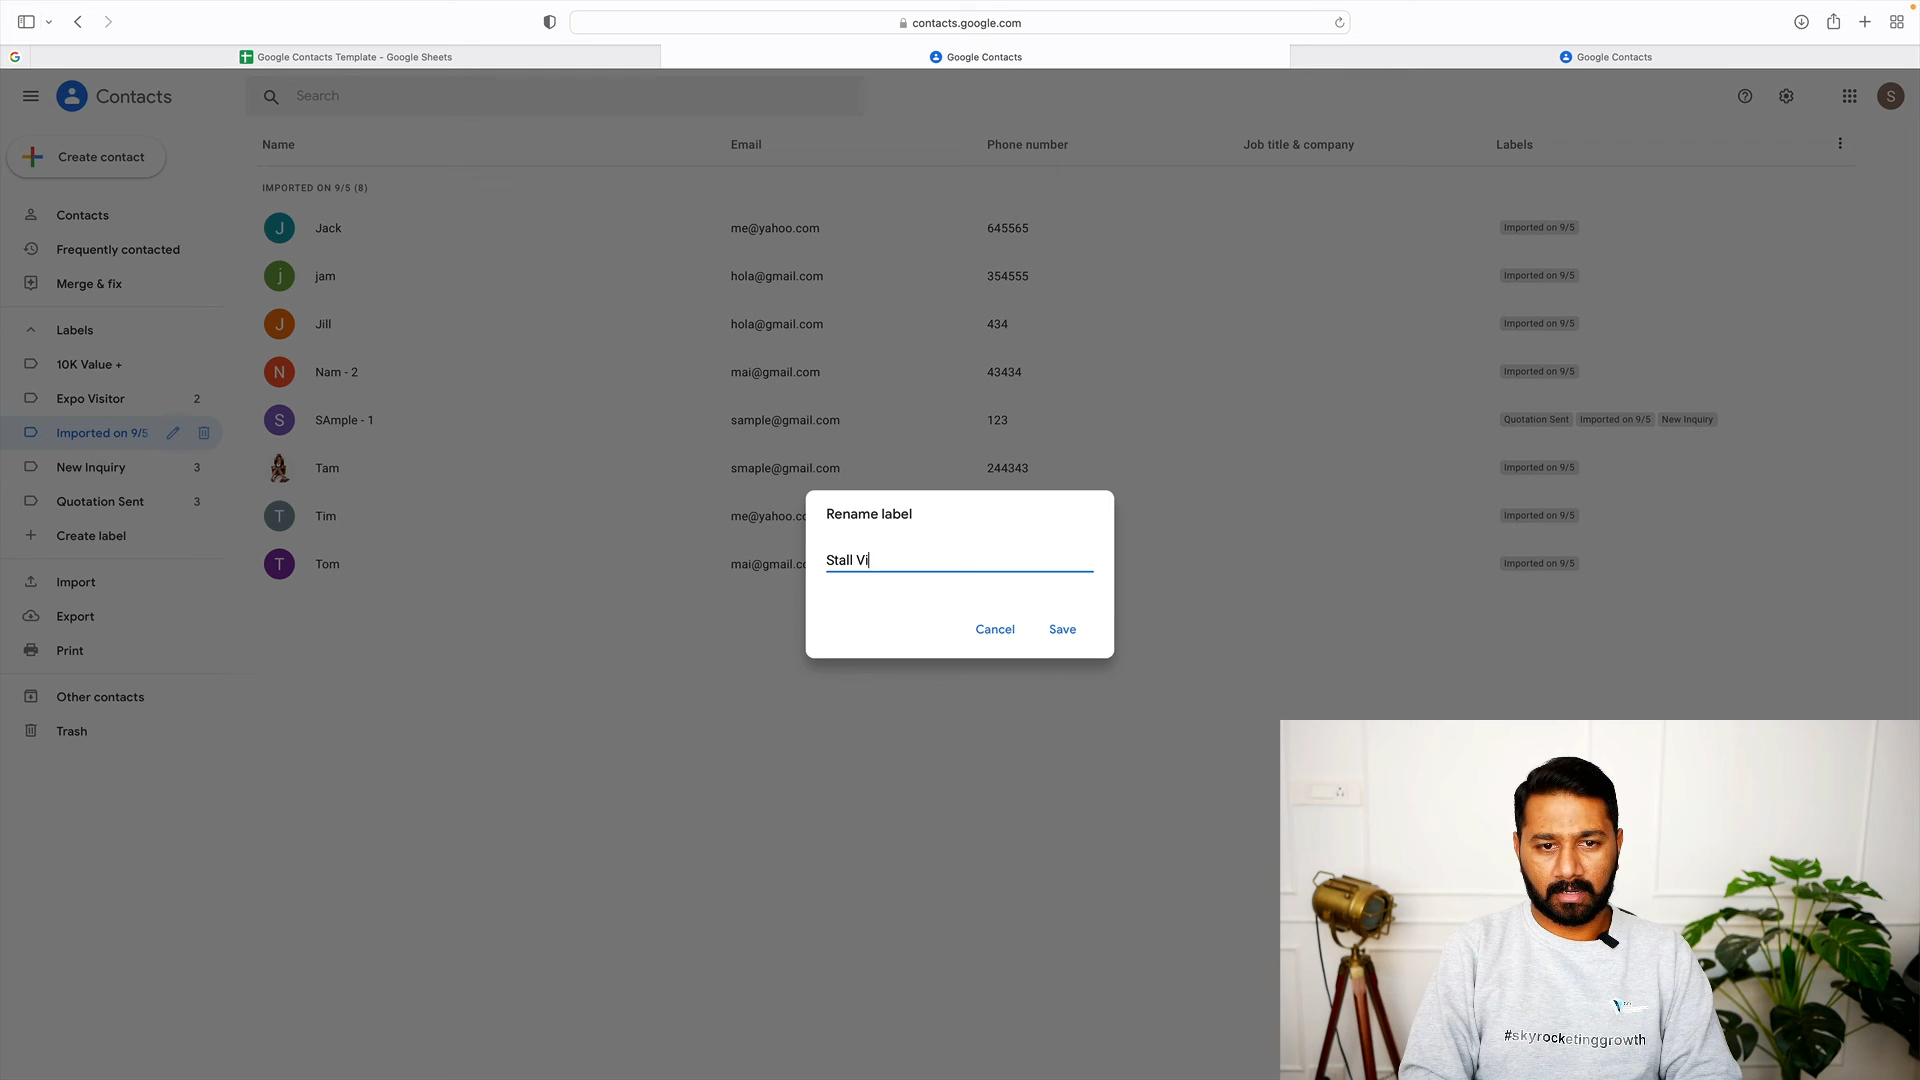 contacts.google.com
Google Contacts Template - Google Sheets
Google Contacts
Google Contacts
Contacts
Search
S
Create contact
Name
Email
Phone number
Job title & company
Labels
IMPORTED ON 9/5 (8)
Contacts
Frequently contacted
Merge & fix
Labels
10K Value +
Expo Visitor 2
Imported on 9/5
New Inquiry 3
Quotation Sent 3
Create label
Import
Export
Print
Other contacts
Trash
J Jack me@yahoo.com 645565 Imported on 9/5
j jam hola@gmail.com 354555 Imported on 9/5
J Jill hola@gmail.com 434 Imported on 9/5
N Nam - 2 mai@gmail.com 43434 Imported on 9/5
S SAmple - 1 sample@gmail.com 123 Quotation Sent Imported on 9/5 New Inquiry
Tam smaple@gmail.com 244343 Imported on 9/5
T Tim me@yahoo.co Imported on 9/5
T Tom mai@gmail.co Imported on 9/5
Rename label
Stall Vi
Cancel Save
#skyrocketinggrowth